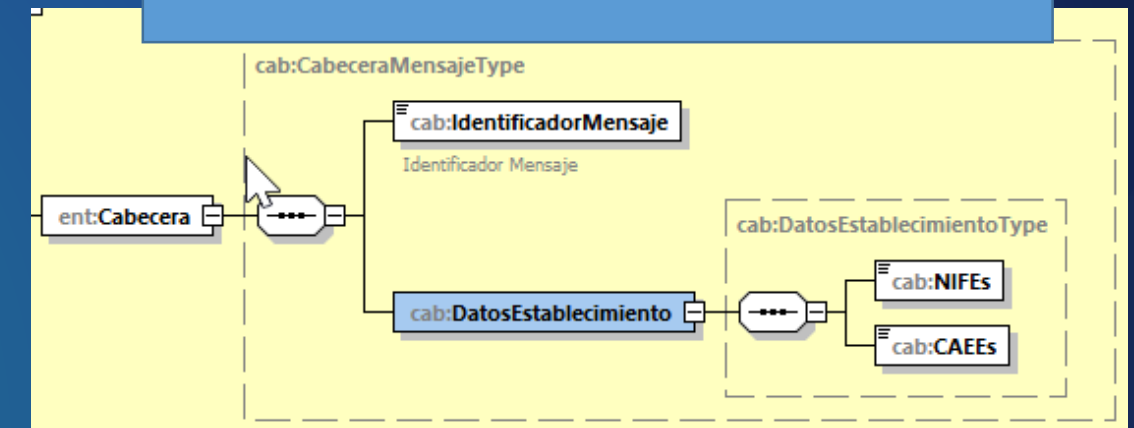 cab:CabeceraMensajeType
cab:IdentificadorMensaje
Identificador Mensaje
ent:Cabecera
cab:DatosEstablecimientoType
cab:NIFEs
cab:DatosEstablecimiento
cab:CAEEs